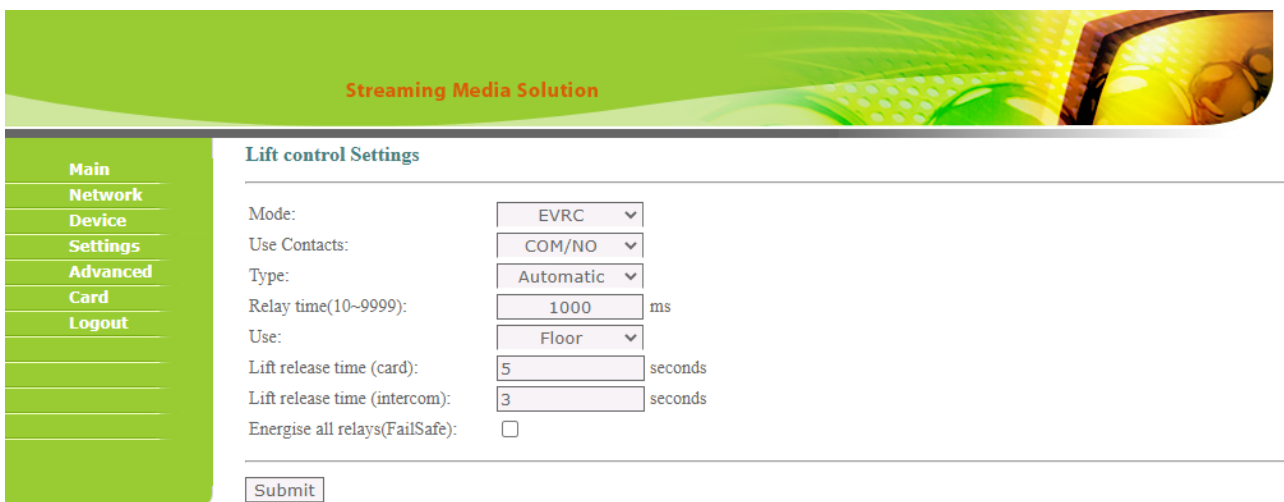 Streaming Media Solution
Main
Network
Device
Settings
Advanced
Card
Logout
Lift control Settings
Mode: EVRC
Use Contacts: COM/NO
Type: Automatic
Relay time(10~9999): 1000 ms
Use: Floor
Lift release time (card): 5 seconds
Lift release time (intercom): 3 seconds
Energise all relays(FailSafe):
Submit